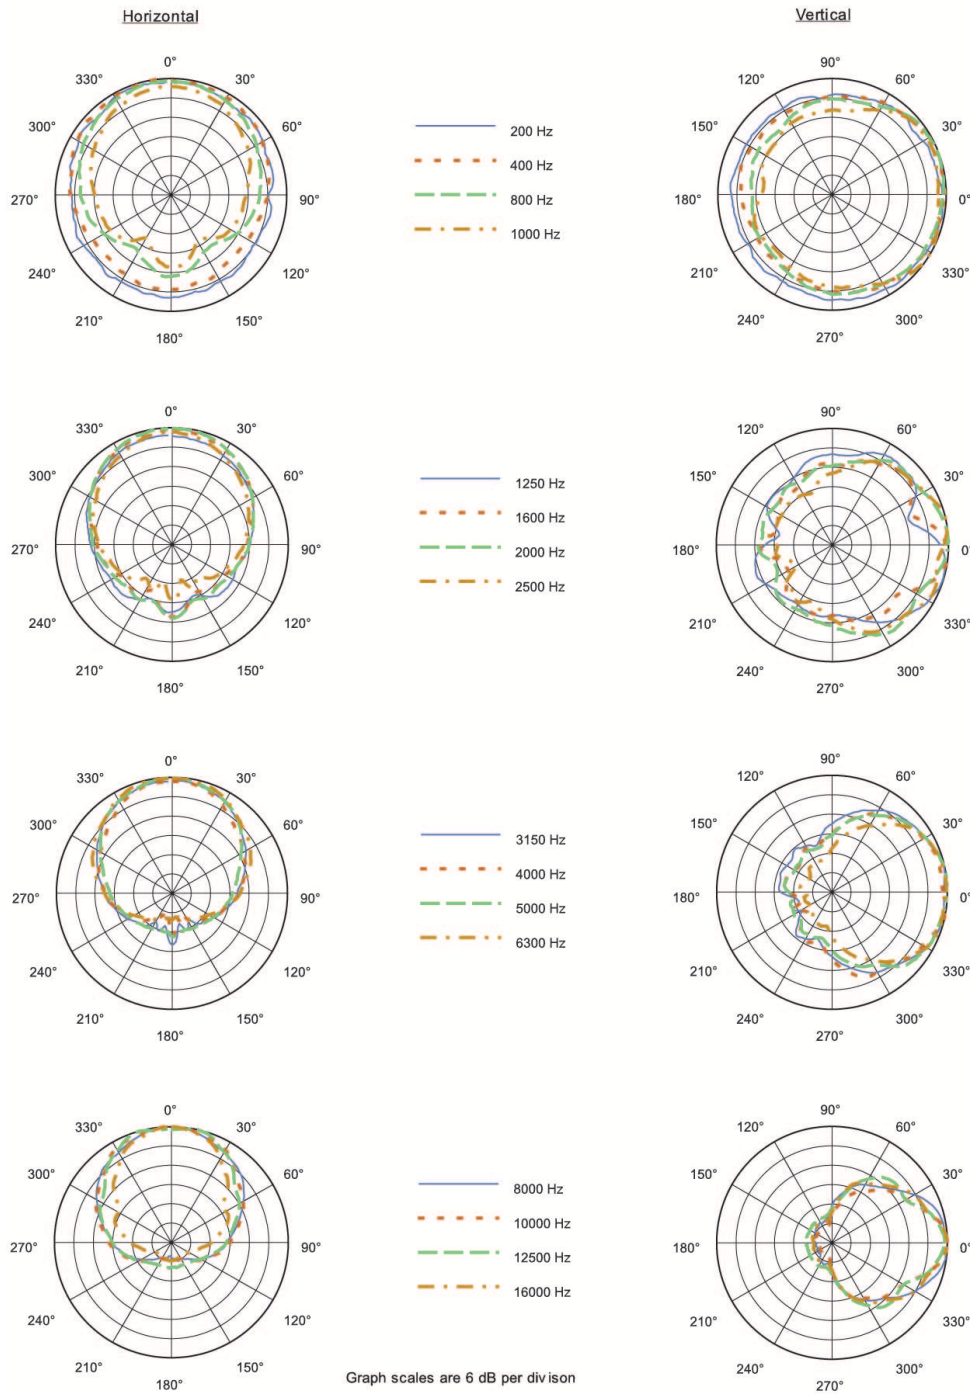 Horizontal Vertical
0° 90°
330° 30° 120° 60°
300° 60° 150° 30°
200 Hz
400 Hz
270° 90° 180° 0°
800 Hz
1000 Hz
240° 120° 210° 330°
210° 150° 240° 300°
180° 270°
0° 90°
330° 30° 120° 60°
300° 60° 150° 30°
1250 Hz
1600 Hz
270° 90° 180° 0°
2000 Hz
2500 Hz
240° 120° 210° 330°
210° 150° 240° 300°
180° 270°
0° 90°
330° 30° 120° 60°
300° 60° 150° 30°
3150 Hz
4000 Hz
270° 90° 180° 0°
5000 Hz
6300 Hz
240° 120° 210° 330°
210° 150° 240° 300°
180° 270°
0° 90°
330° 30° 120° 60°
300° 60° 150° 30°
8000 Hz
10000 Hz
270° 90° 180° 0°
12500 Hz
16000 Hz
240° 120° 210° 330°
210° 150° 240° 300°
180° 270°
Graph scales are 6 dB per divison